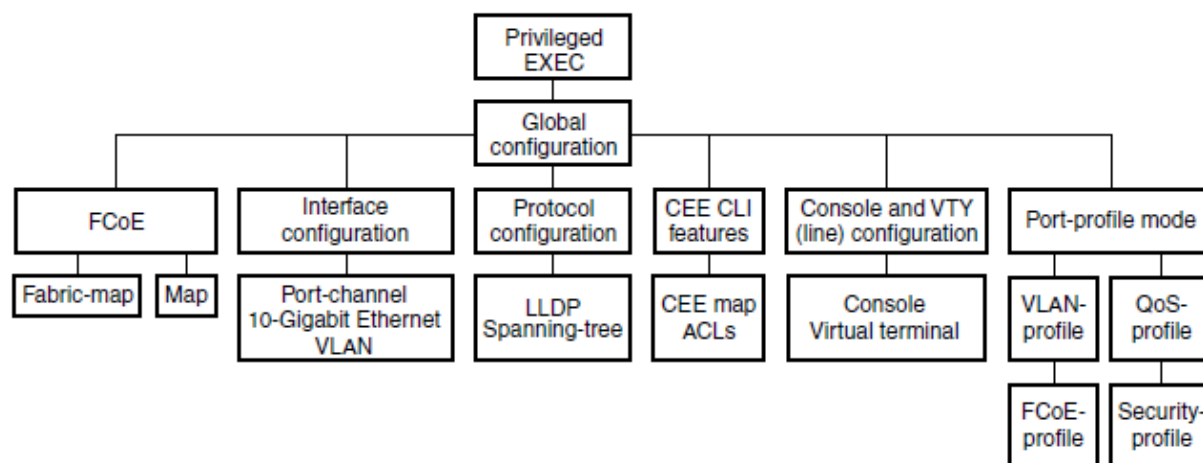 Privileged
EXEC
Global
configuration
FCoE
Interface
configuration
Protocol
configuration
CEE CLI
features
Console and VTY
(line) configuration
Port-profile mode
Fabric-map
Map
Port-channel
10-Gigabit Ethernet
VLAN
LLDP
Spanning-tree
CEE map
ACLs
Console
Virtual terminal
VLAN-
profile
QoS-
profile
FCoE-
profile
Security-
profile